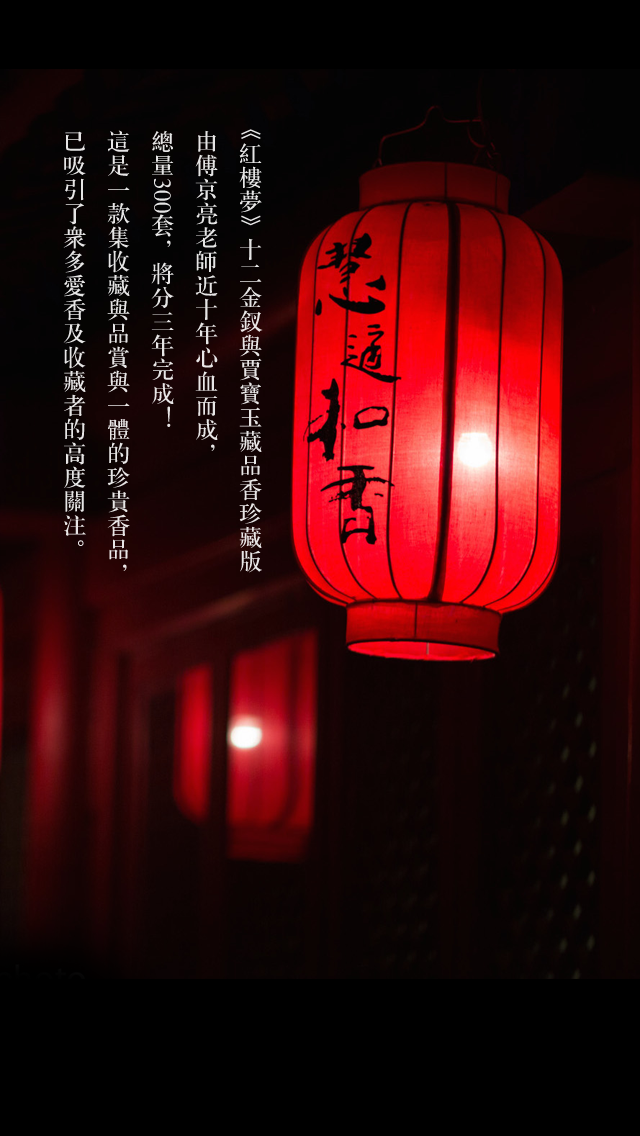 《紅樓夢》十二金釵與賈寶玉藏品香珍藏版
由傅京亮老師近十年心血而成，
總量300套，將分三年完成！
這是一款集收藏與品賞與一體的珍貴香品，
已吸引了衆多愛香及收藏者的高度關注。
慧通和香